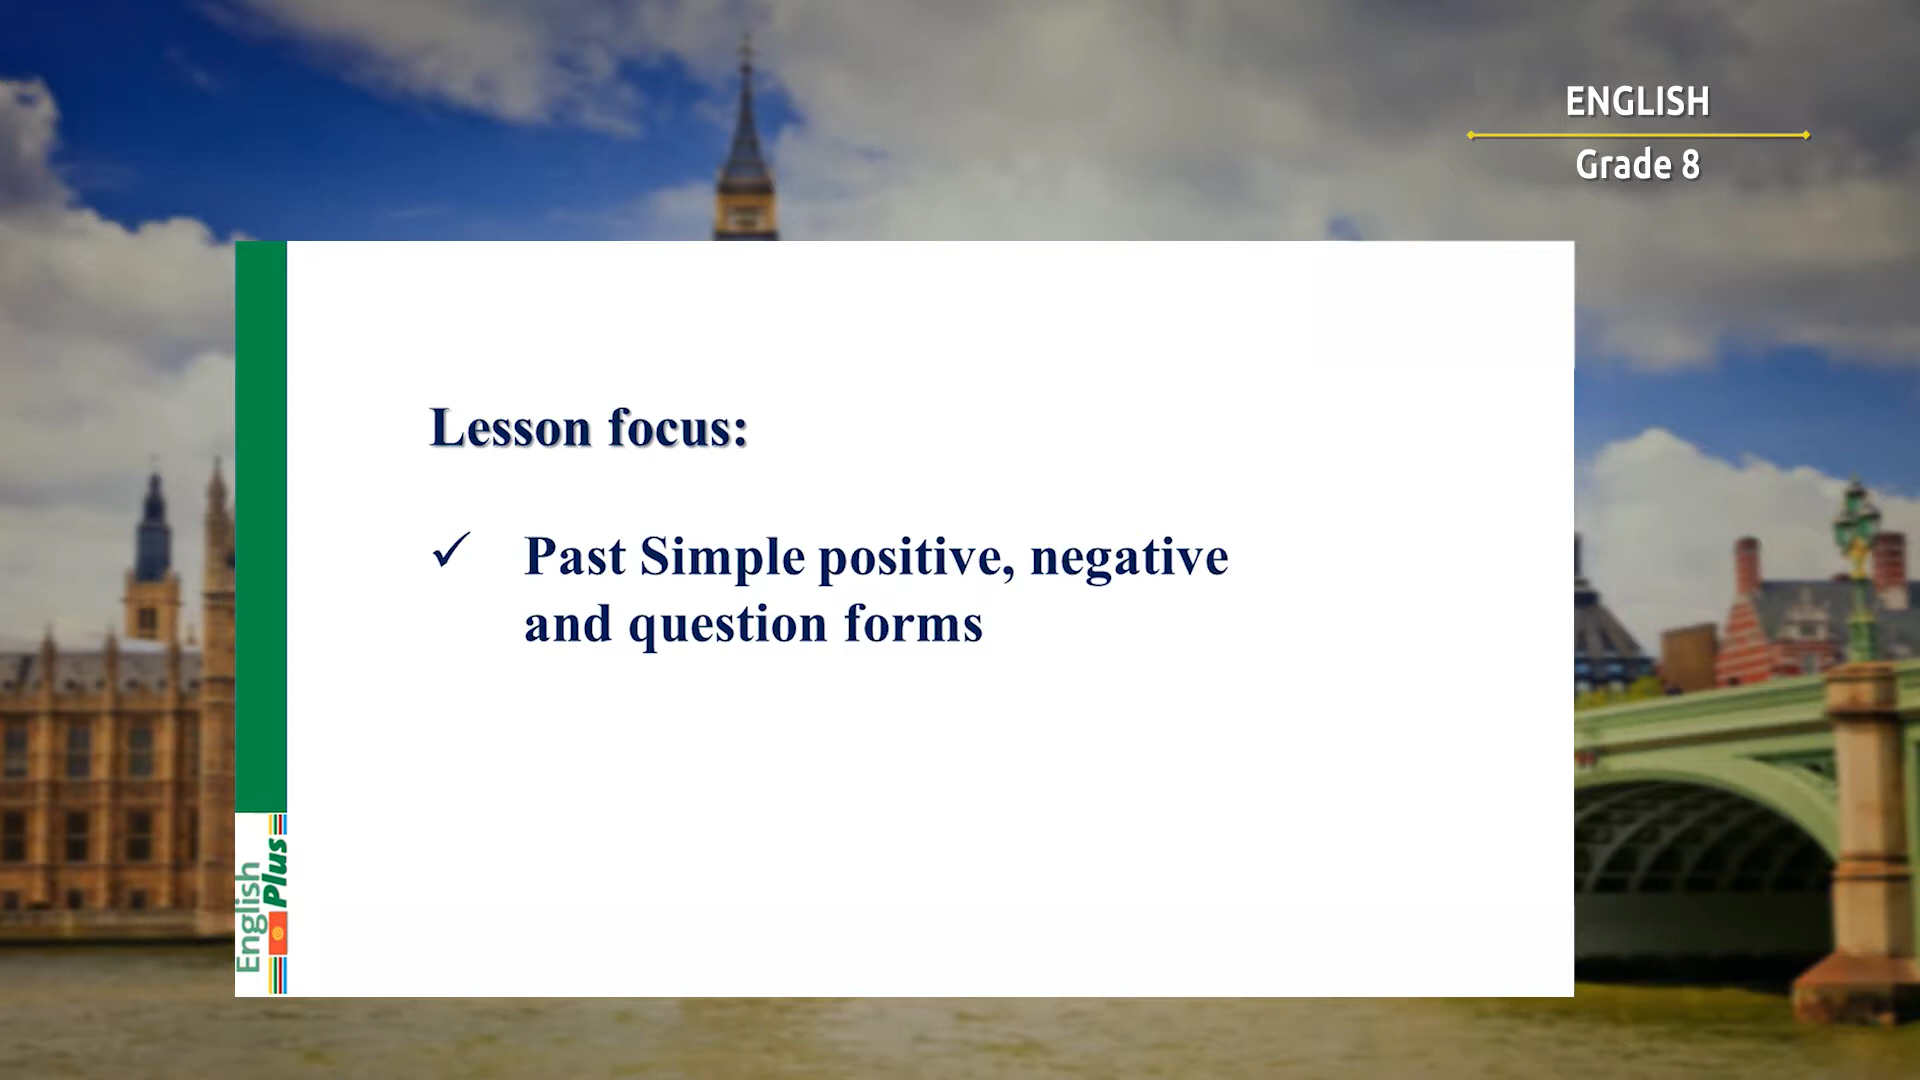 ENGLISH
Grade 8
Lesson focus:
✓ Past Simple positive, negative
and question forms
English
Plus